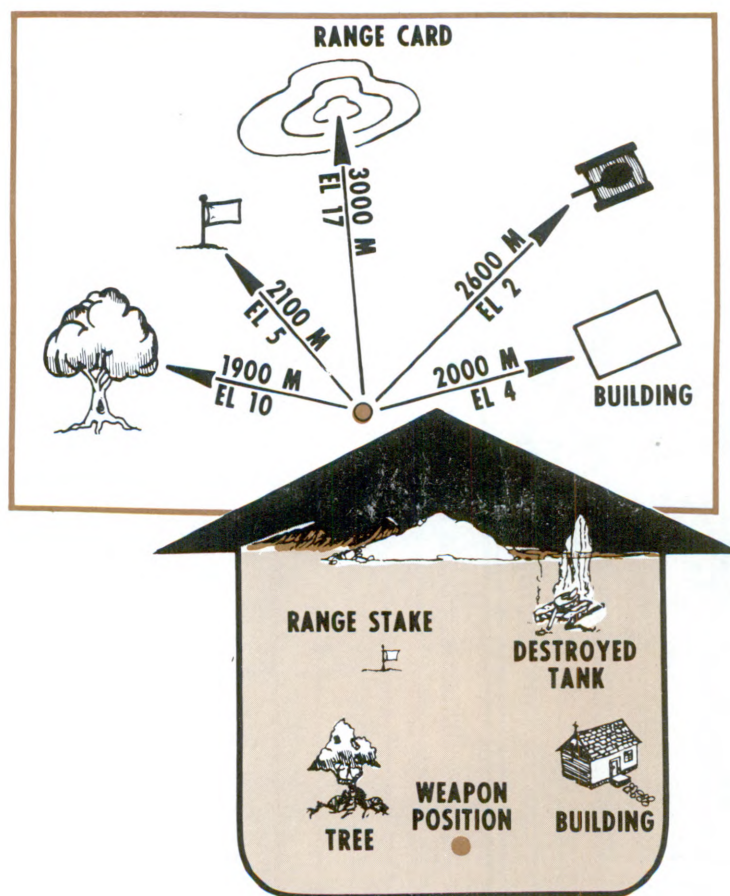 RANGE CARD
3000 M
EL 17
2100 M
EL 5
2600 M
EL 2
1900 M
EL 10
2000 M
EL 4
BUILDING
RANGE STAKE
DESTROYED
TANK
TREE
WEAPON
POSITION
BUILDING